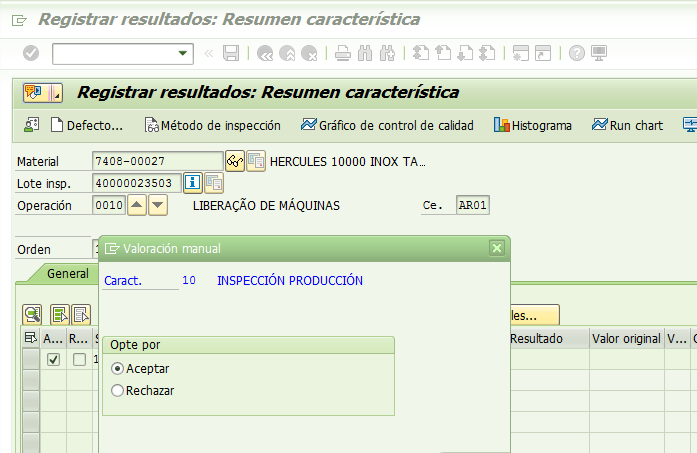 Registrar resultados: Resumen característica
Registrar resultados: Resumen característica
Defecto... Método de inspección Gráfico de control de calidad Histograma Run chart
Material 7408-00027 HERCULES 10000 INOX TA...
Lote insp. 40000023503
Operación 0010 LIBERAÇÃO DE MÁQUINAS Ce. AR01
Orden
Valoración manual
General
Caract. 10 INSPECCIÓN PRODUCCIÓN
A... R... Resultado Valor original V...
Opte por
Aceptar
Rechazar